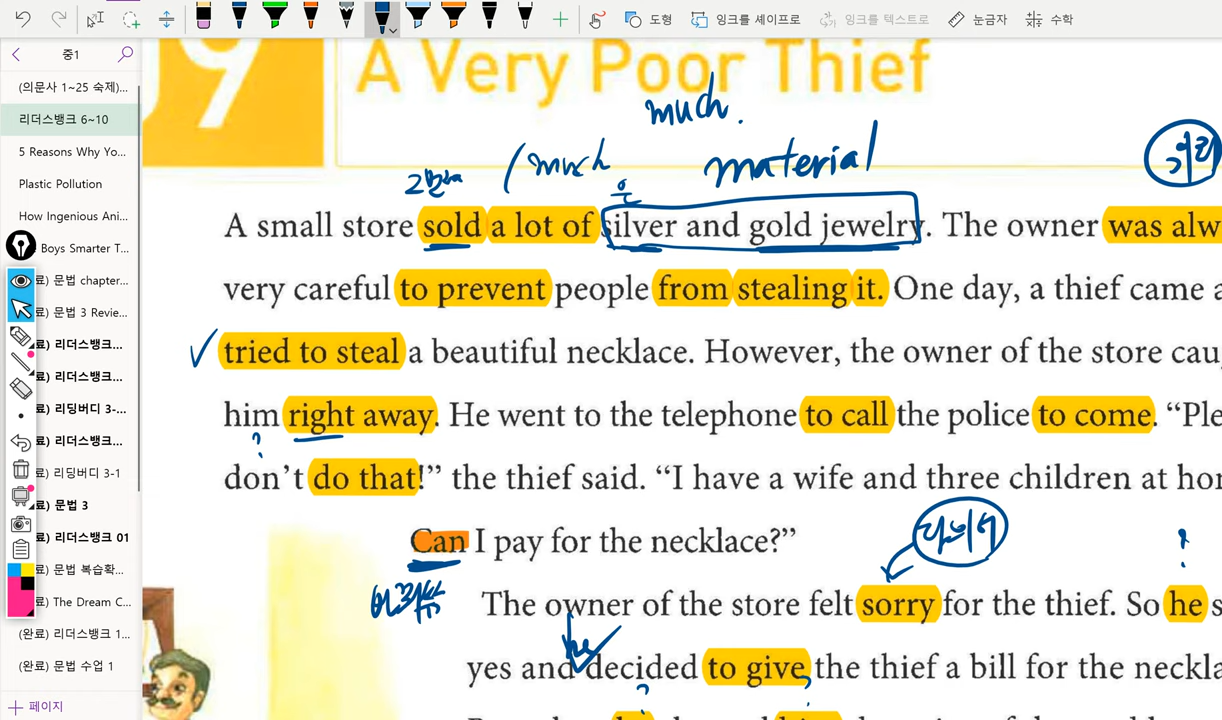 도형
잉크를 셰이프로
잉크를 텍스트로
눈금자
수학
중1
(의문사 1~25 숙제)...
리더스뱅크 6~10
5 Reasons Why Yo...
Plastic Pollution
How Ingenious Ani...
Boys Smarter T...
료) 문법 chapter...
료) 문법 3 Revie...
료) 리더스뱅크...
료) 리더스뱅크...
료) 리딩버디 3-...
료) 리더스뱅크...
료) 리딩버디 3-1
료) 문법 3
료) 리더스뱅크 01
료) 문법 복습확...
료) The Dream C...
(완료) 리더스뱅크 1...
(완료) 문법 수업 1
페이지
9
A Very Poor Thief
much.
(much
material
은
A small store sold a lot of silver and gold jewelry. The owner was alw
very careful to prevent people from stealing it. One day, a thief came a
tried to steal a beautiful necklace. However, the owner of the store cau
him right away. He went to the telephone to call the police to come. “Ple
?
don’t do that!” the thief said. “I have a wife and three children at hor
Can I pay for the necklace?”
?
The owner of the store felt sorry for the thief. So he s
he
yes and decided to give the thief a bill for the neckla
?